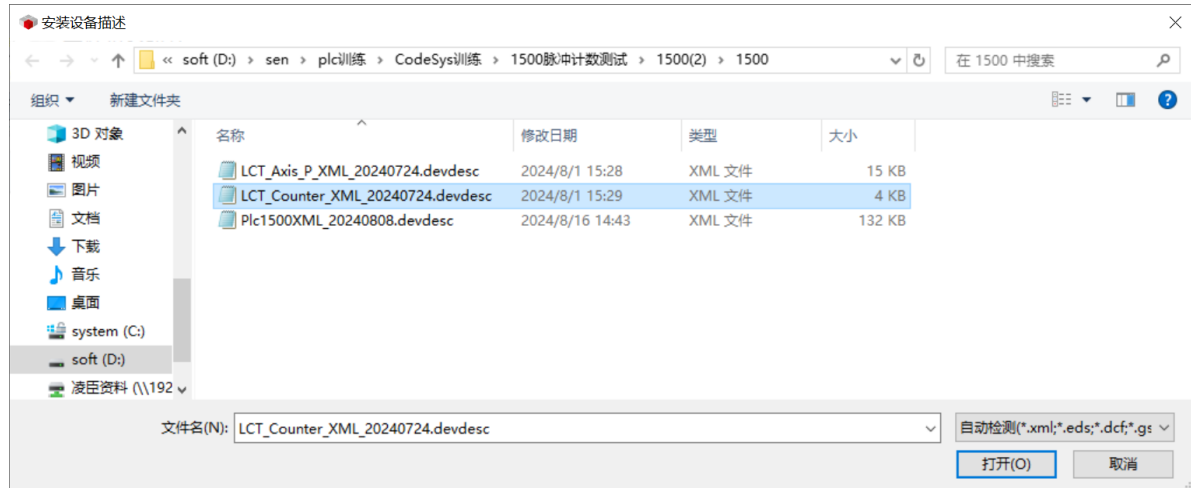 安装设备描述
« soft (D:) › sen › plc训练 › CodeSys训练 › 1500脉冲计数测试 › 1500(2) › 1500
在 1500 中搜索
组织 新建文件夹
3D 对象
视频
图片
文档
下载
音乐
桌面
system (C:)
soft (D:)
凌臣资料 (\\192
名称 修改日期 类型 大小
LCT_Axis_P_XML_20240724.devdesc 2024/8/1 15:28 XML 文件 15 KB
LCT_Counter_XML_20240724.devdesc 2024/8/1 15:29 XML 文件 4 KB
Plc1500XML_20240808.devdesc 2024/8/16 14:43 XML 文件 132 KB
文件名(N): LCT_Counter_XML_20240724.devdesc
自动检测(*.xml;*.eds;*.dcf;*.gs
打开(O) 取消